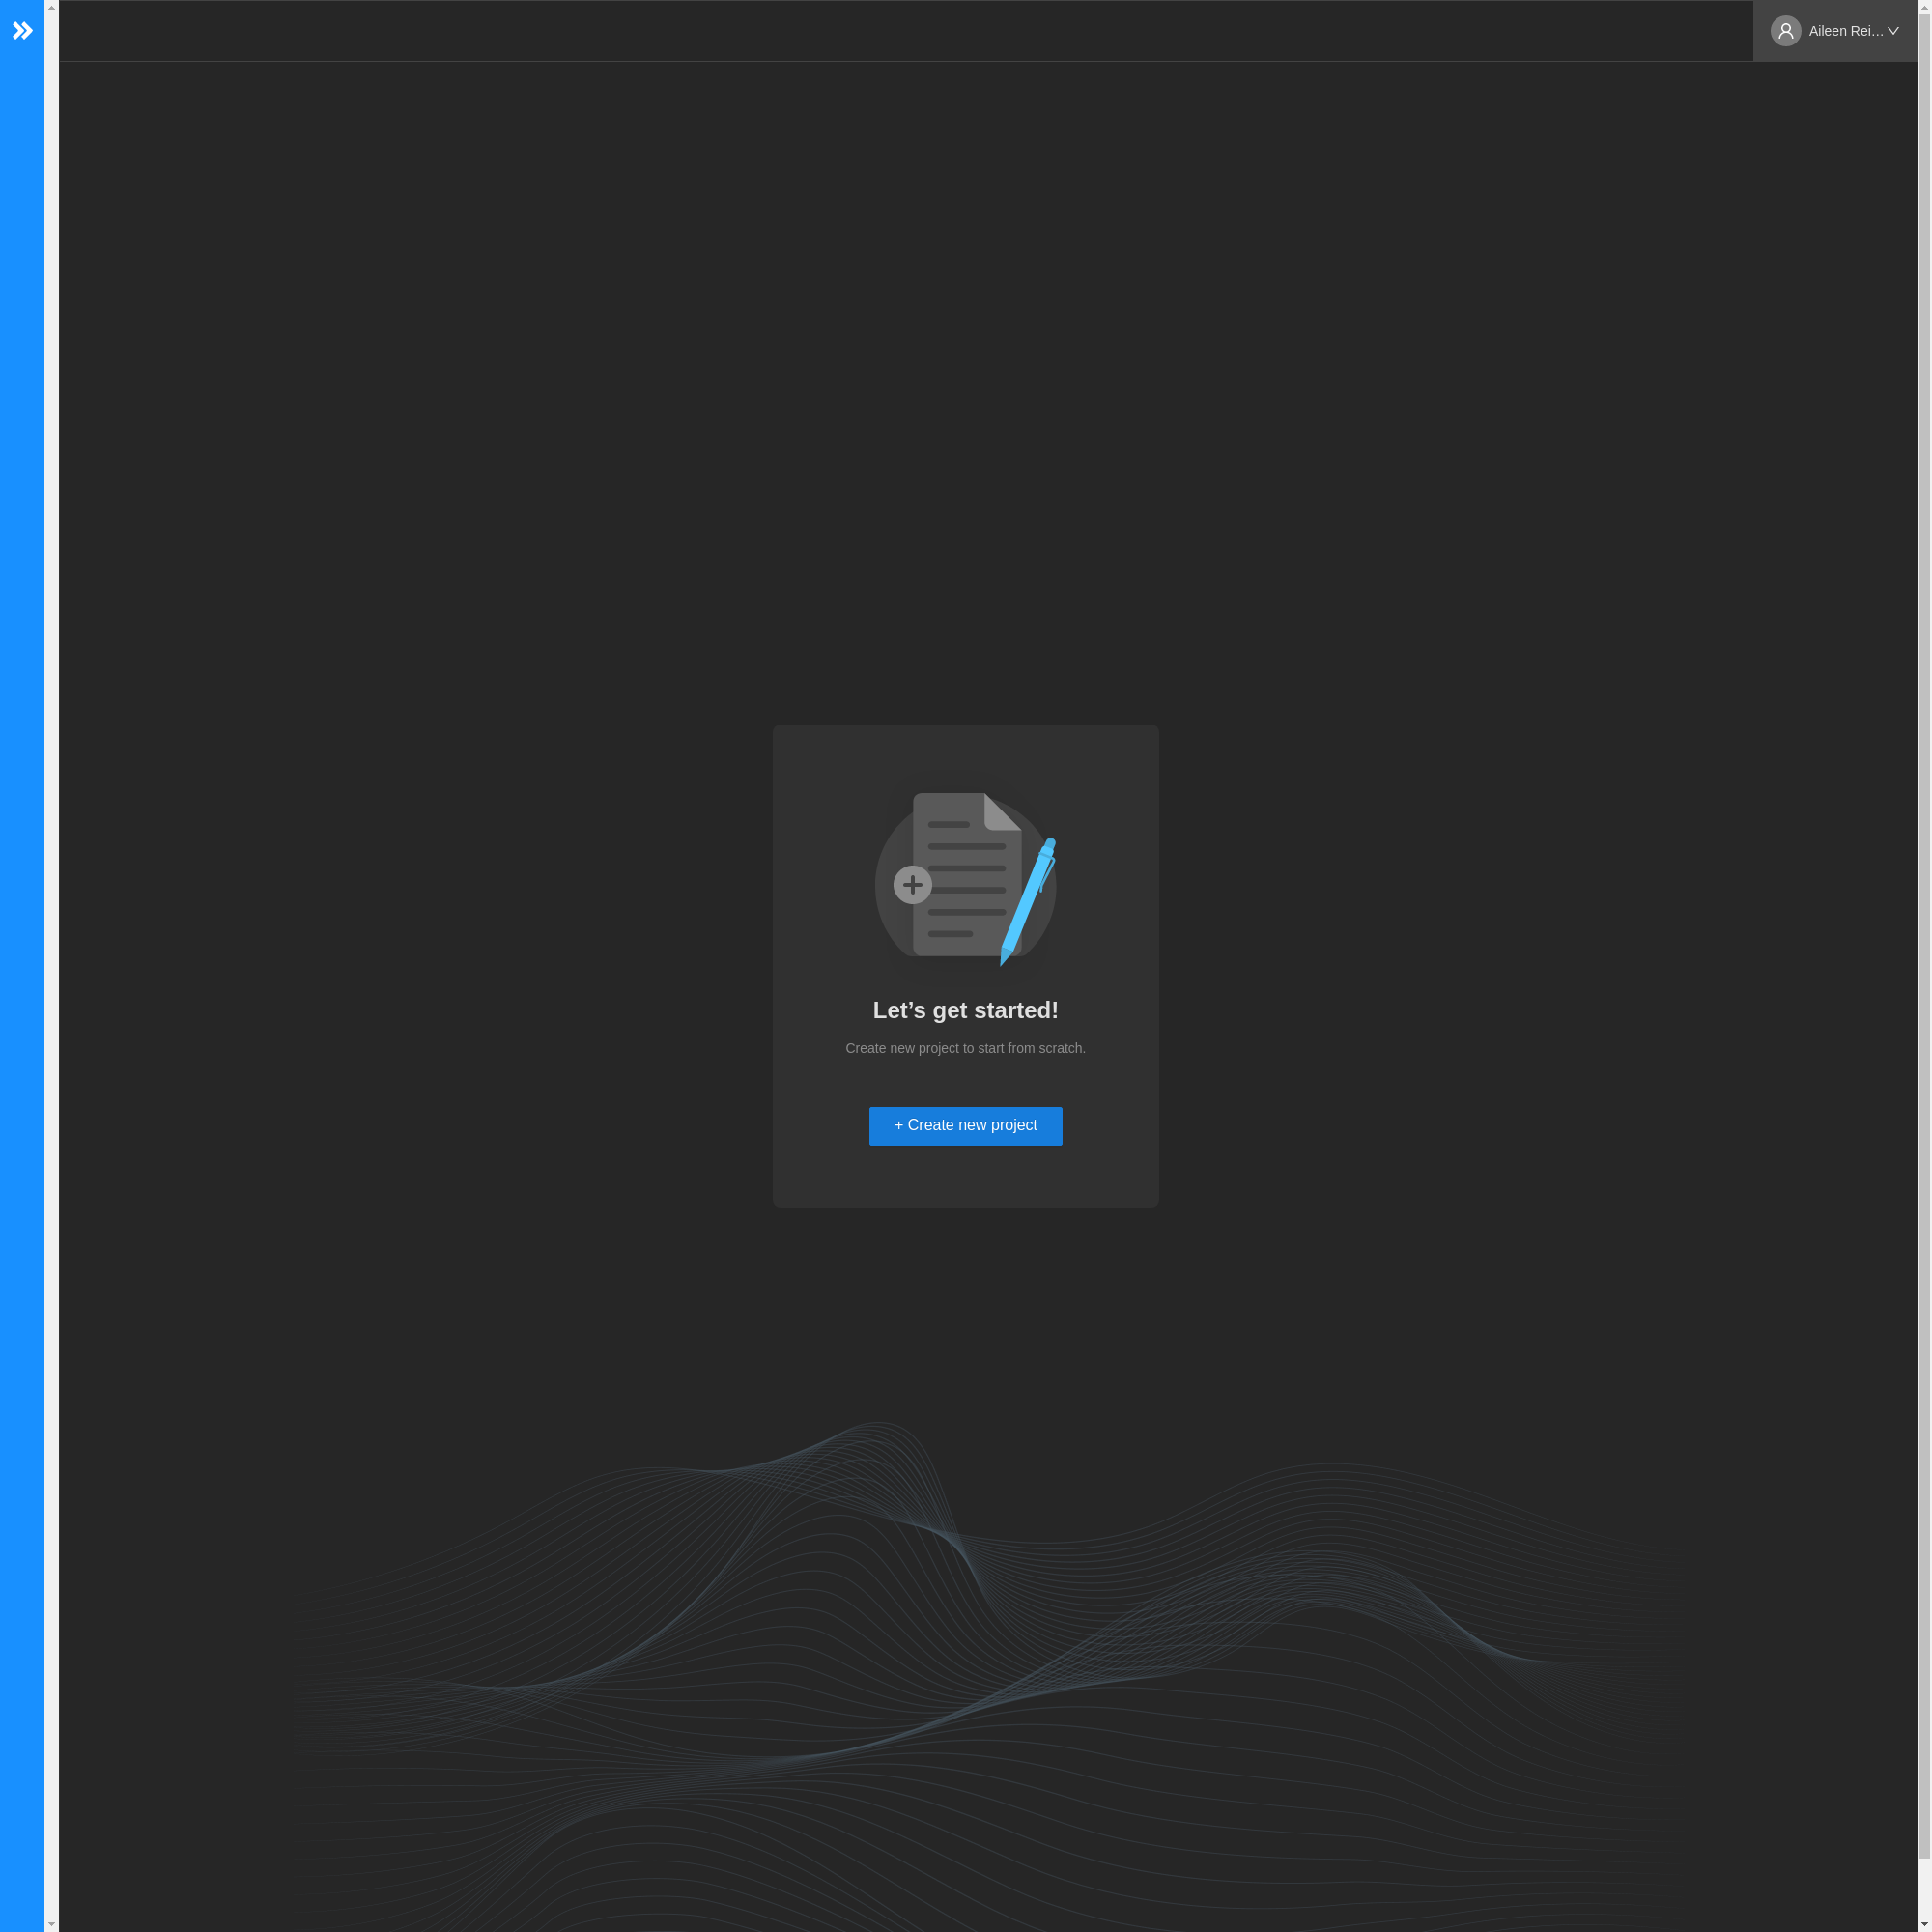 Aileen Rei...
Let’s get started!
Create new project to start from scratch.
+ Create new project